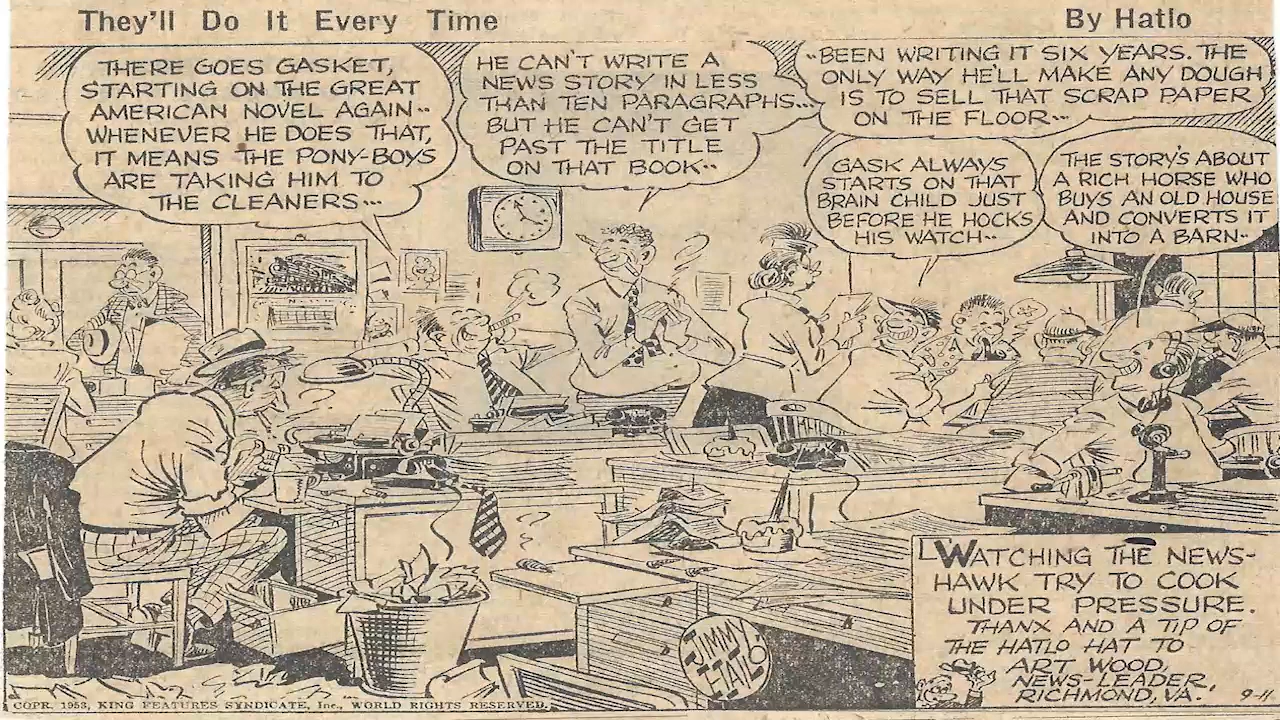 They'll Do It Every Time
By Hatlo
THERE GOES GASKET,
STARTING ON THE GREAT
AMERICAN NOVEL AGAIN--
WHENEVER HE DOES THAT,
IT MEANS THE PONY-BOYS
ARE TAKING HIM TO
THE CLEANERS---
HE CAN'T WRITE A
NEWS STORY IN LESS
THAN TEN PARAGRAPHS...
BUT HE CAN'T GET
PAST THE TITLE
ON THAT BOOK--
--BEEN WRITING IT SIX YEARS. THE
ONLY WAY HE'LL MAKE ANY DOUGH
IS TO SELL THAT SCRAP PAPER
ON THE FLOOR--
GASK ALWAYS
STARTS ON THAT
BRAIN CHILD JUST
BEFORE HE HOCKS
HIS WATCH--
THE STORY'S ABOUT
A RICH HORSE WHO
BUYS AN OLD HOUSE
AND CONVERTS IT
INTO A BARN--
WATCHING THE NEWS-
HAWK TRY TO COOK
UNDER PRESSURE.
THANX AND A TIP OF
THE HATLO HAT TO
ART WOOD,
NEWS-LEADER,
RICHMOND, VA.
9-11
JIMMY
HATLO
COPR. 1953, KING FEATURES SYNDICATE, Inc., WORLD RIGHTS RESERVED.